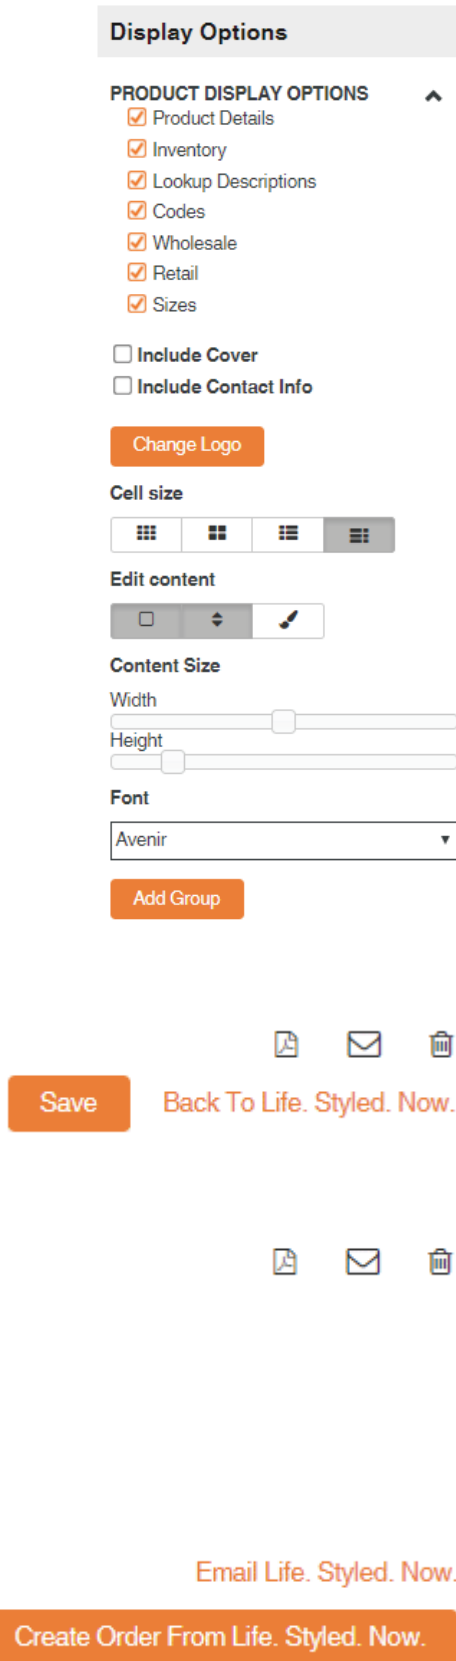 Display Options
PRODUCT DISPLAY OPTIONS
Product Details
Inventory
Lookup Descriptions
Codes
Wholesale
Retail
Sizes
Include Cover
Include Contact Info
Change Logo
Cell size
Edit content
Content Size
Width
Height
Font
Avenir
Add Group
Save Back To Life. Styled. Now.
Email Life. Styled. Now.
Create Order From Life. Styled. Now.